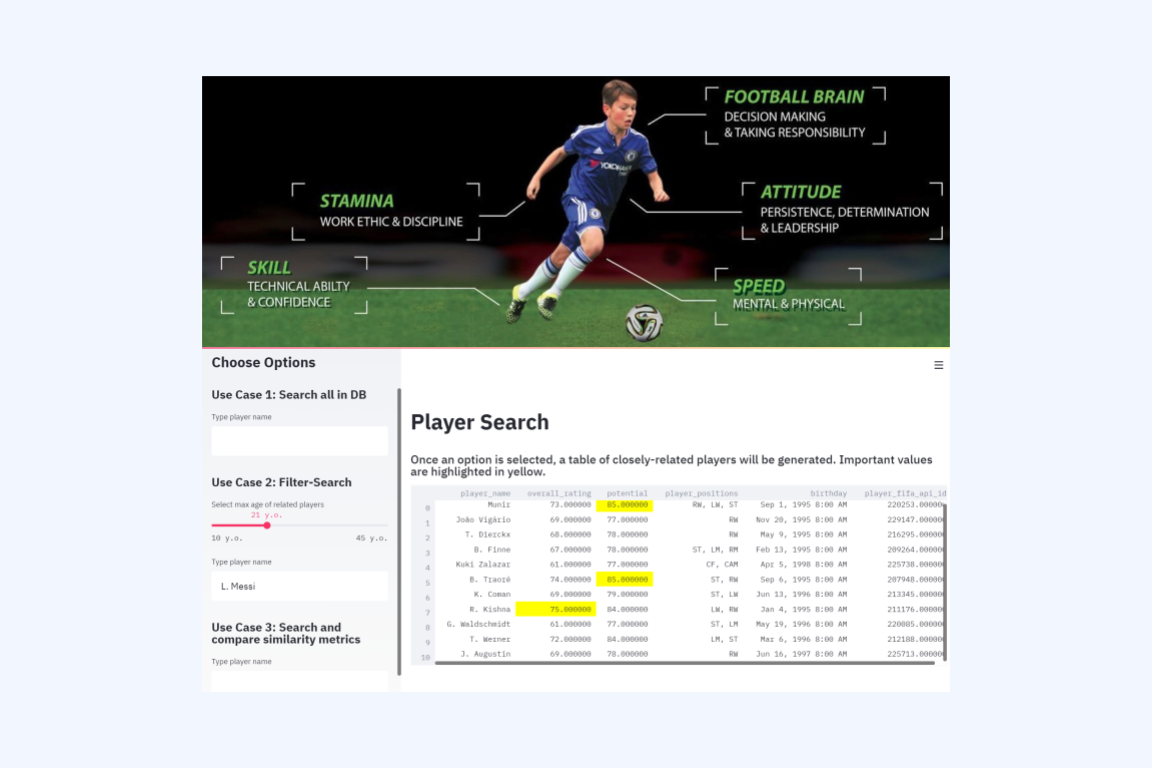 FOOTBALL BRAIN
DECISION MAKING
& TAKING RESPONSIBILITY
STAMINA
WORK ETHIC & DISCIPLINE
ATTITUDE
PERSISTENCE, DETERMINATION
& LEADERSHIP
SKILL
TECHNICAL ABILTY
& CONFIDENCE
SPEED
MENTAL & PHYSICAL
Choose Options
Use Case 1: Search all in DB
Type player name
Use Case 2: Filter-Search
Select max age of related players
21 y.o.
10 y.o. 45 y.o.
Type player name
L. Messi
Use Case 3: Search and
compare similarity metrics
Type player name
Player Search
Once an option is selected, a table of closely-related players will be generated. Important values
are highlighted in yellow.
player_name overall_rating potential player_positions birthday player_fifa_api_id
0 Munir 73.000000 85.000000 RW, LW, ST Sep 1, 1995 8:00 AM 220253.00000
1 João Vigário 69.000000 77.000000 RW Nov 20, 1995 8:00 AM 229147.00000
2 T. Dierckx 68.000000 78.000000 RW May 9, 1995 8:00 AM 216295.00000
3 B. Finne 67.000000 78.000000 ST, LM, RM Feb 13, 1995 8:00 AM 209264.00000
4 Kuki Zalazar 61.000000 77.000000 CF, CAM Apr 5, 1998 8:00 AM 225738.00000
5 B. Traoré 74.000000 85.000000 ST, RW Sep 6, 1995 8:00 AM 207948.00000
6 K. Coman 69.000000 79.000000 ST, LW Jun 13, 1996 8:00 AM 213345.00000
7 R. Kishna 75.000000 84.000000 LW, RW Jan 4, 1995 8:00 AM 211176.00000
8 G. Waldschmidt 61.000000 77.000000 ST, LM May 19, 1996 8:00 AM 220085.00000
9 T. Werner 72.000000 84.000000 LM, ST Mar 6, 1996 8:00 AM 212188.00000
10 J. Augustin 69.000000 78.000000 RW Jun 16, 1997 8:00 AM 225713.00000